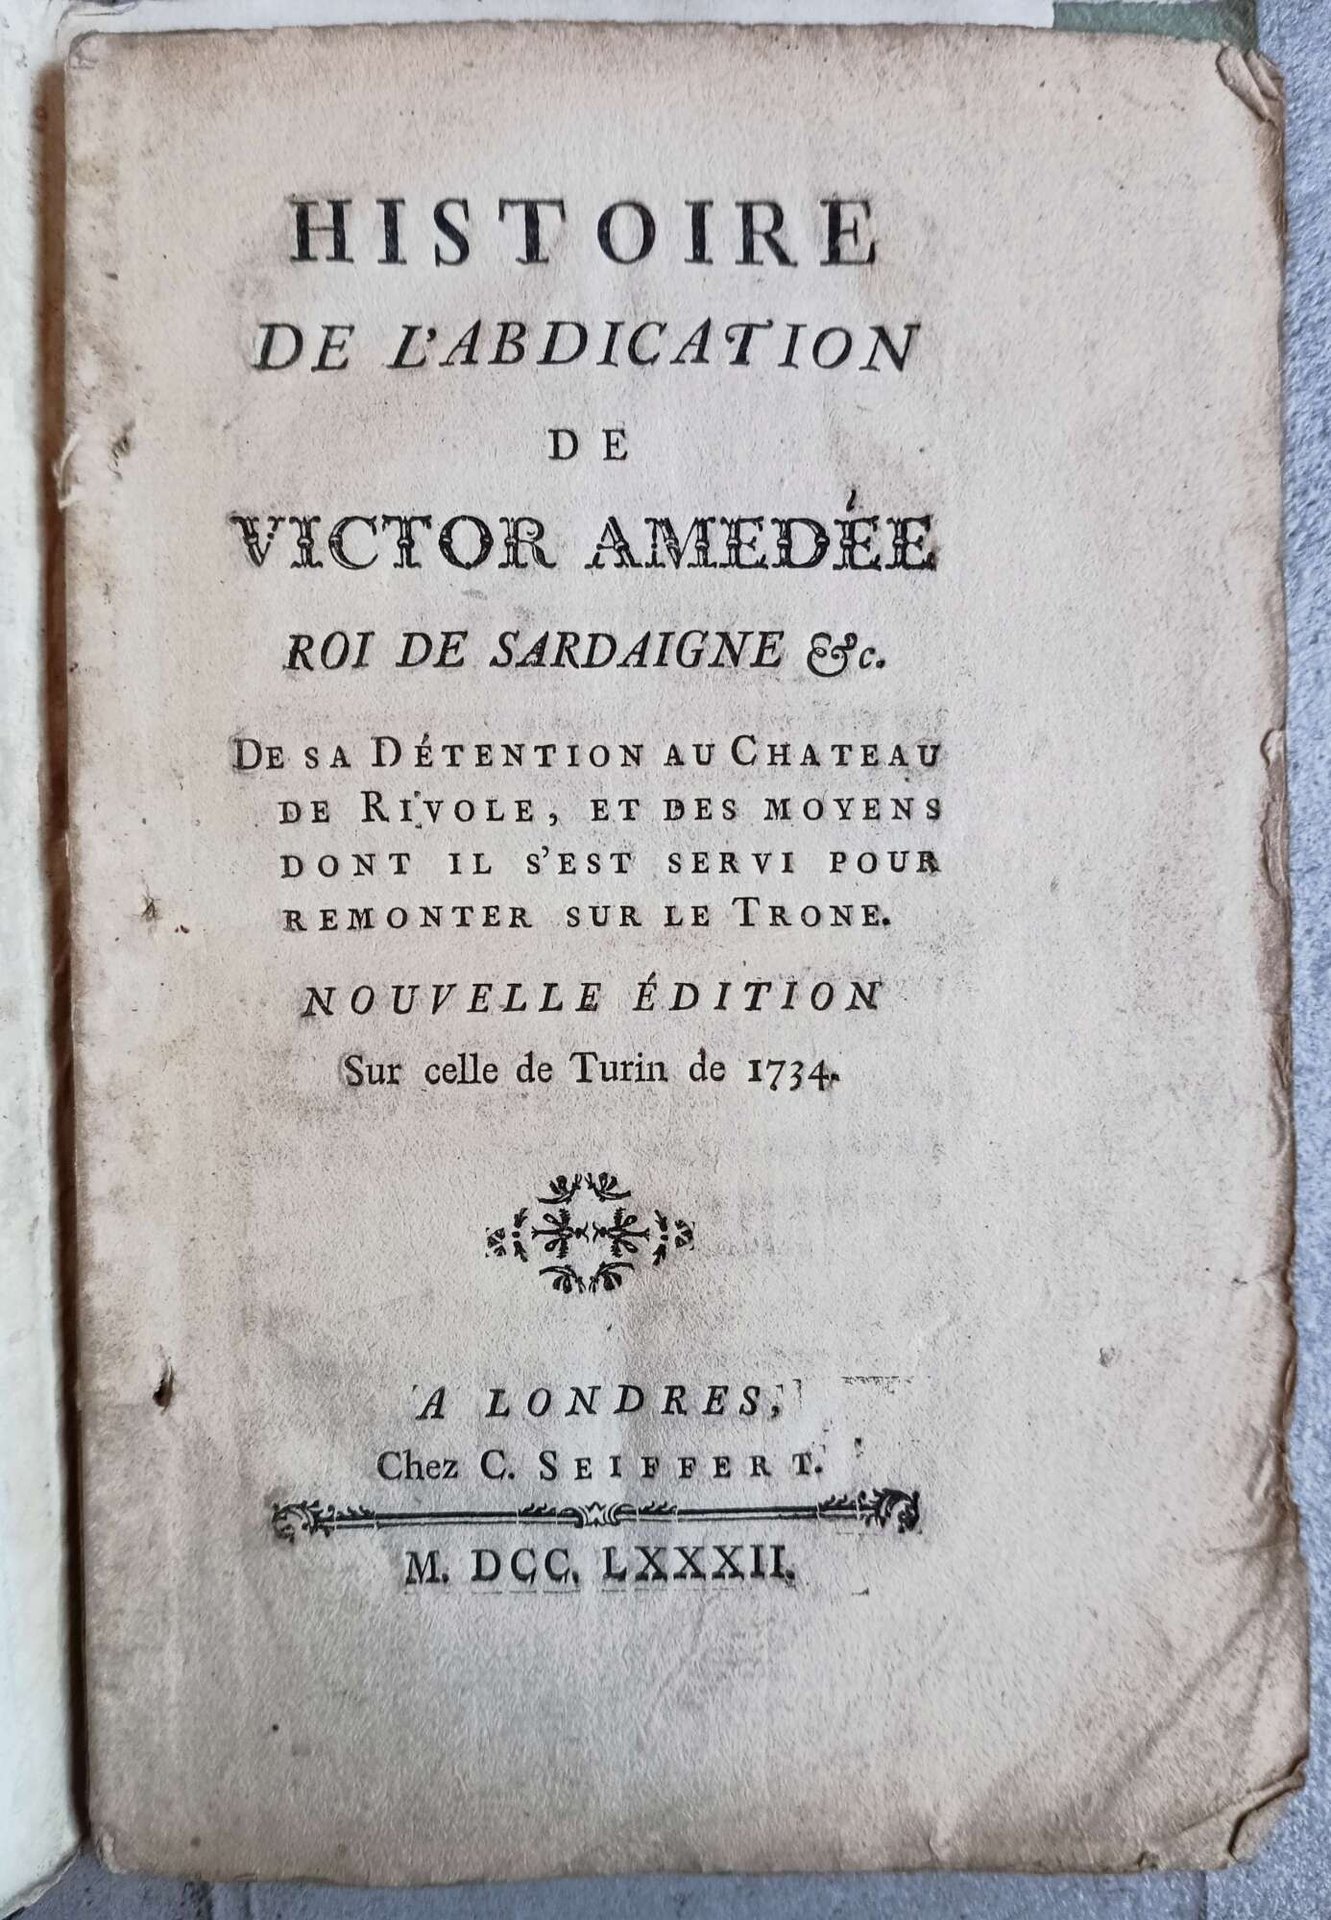 HISTOIRE
DE L'ABDICATION
DE
VICTOR AMEDÉE
ROI DE SARDAIGNE &c.
DE SA DÉTENTION AU CHATEAU
DE RIVOLE, ET DES MOYENS
DONT IL S'EST SERVI POUR
REMONTER SUR LE TRONE.
NOUVELLE ÉDITION
Sur celle de Turin de 1734.
A LONDRES,
Chez C. SEIFFERT.
M. DCC. LXXXII.